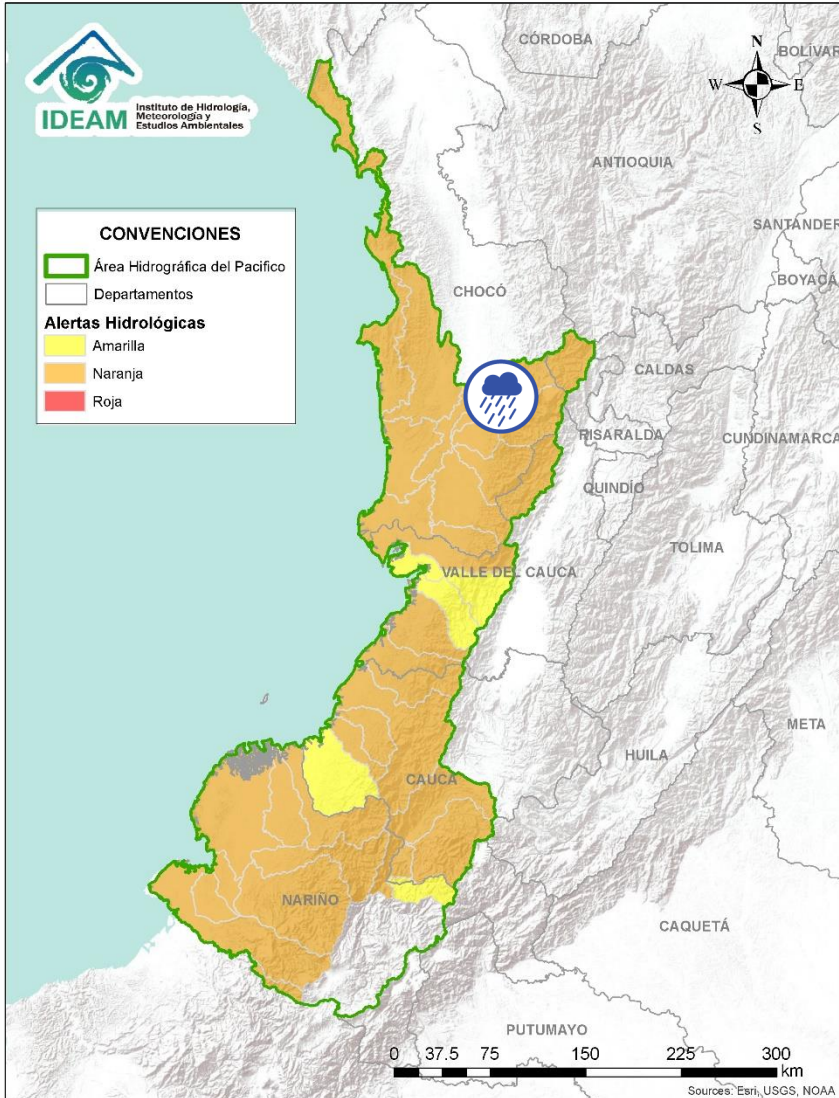 IDEAM
Instituto de Hidrología,
Meteorología y
Estudios Ambientales
N
W E
S
CONVENCIONES
Área Hidrográfica del Pacifico
Departamentos
Alertas Hidrológicas
Amarilla
Naranja
Roja
CÓRDOBA
BOLÍVAR
ANTIOQUIA
SANTANDER
BOYACÁ
CHOCÓ
CALDAS
RISARALDA
CUNDINAMARCA
QUINDÍO
TOLIMA
VALLE DEL CAUCA
META
HUILA
CAUCA
NARIÑO
CAQUETÁ
PUTUMAYO
0 37.5 75 150 225 300
km
Sources: Esri, USGS, NOAA